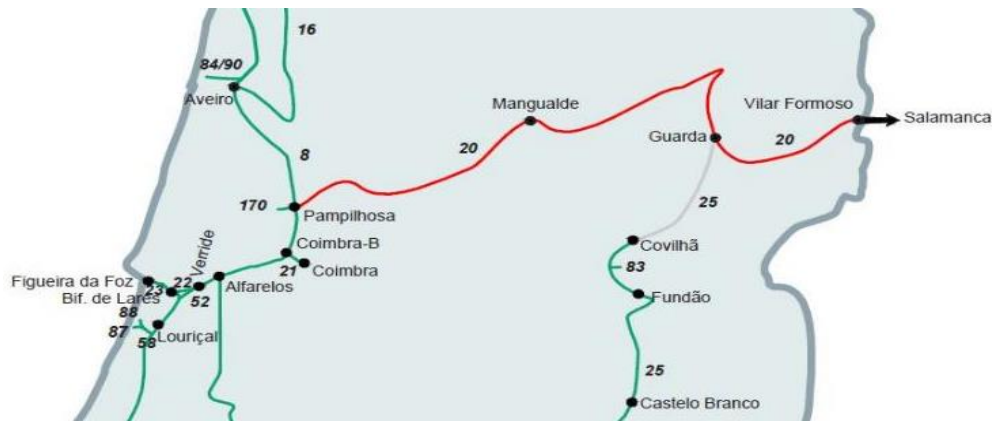 16
84/90
Aveiro
Mangualde
Vilar Formoso
Salamanca
Guarda
20
20
8
170
Pampilhosa
25
Coimbra-B
Covilhã
21
Coimbra
83
Verride
Figueira da Foz
22
23
Alfarelos
Bif. de Lares
52
Fundão
88
87
Louriçal
58
25
Castelo Branco